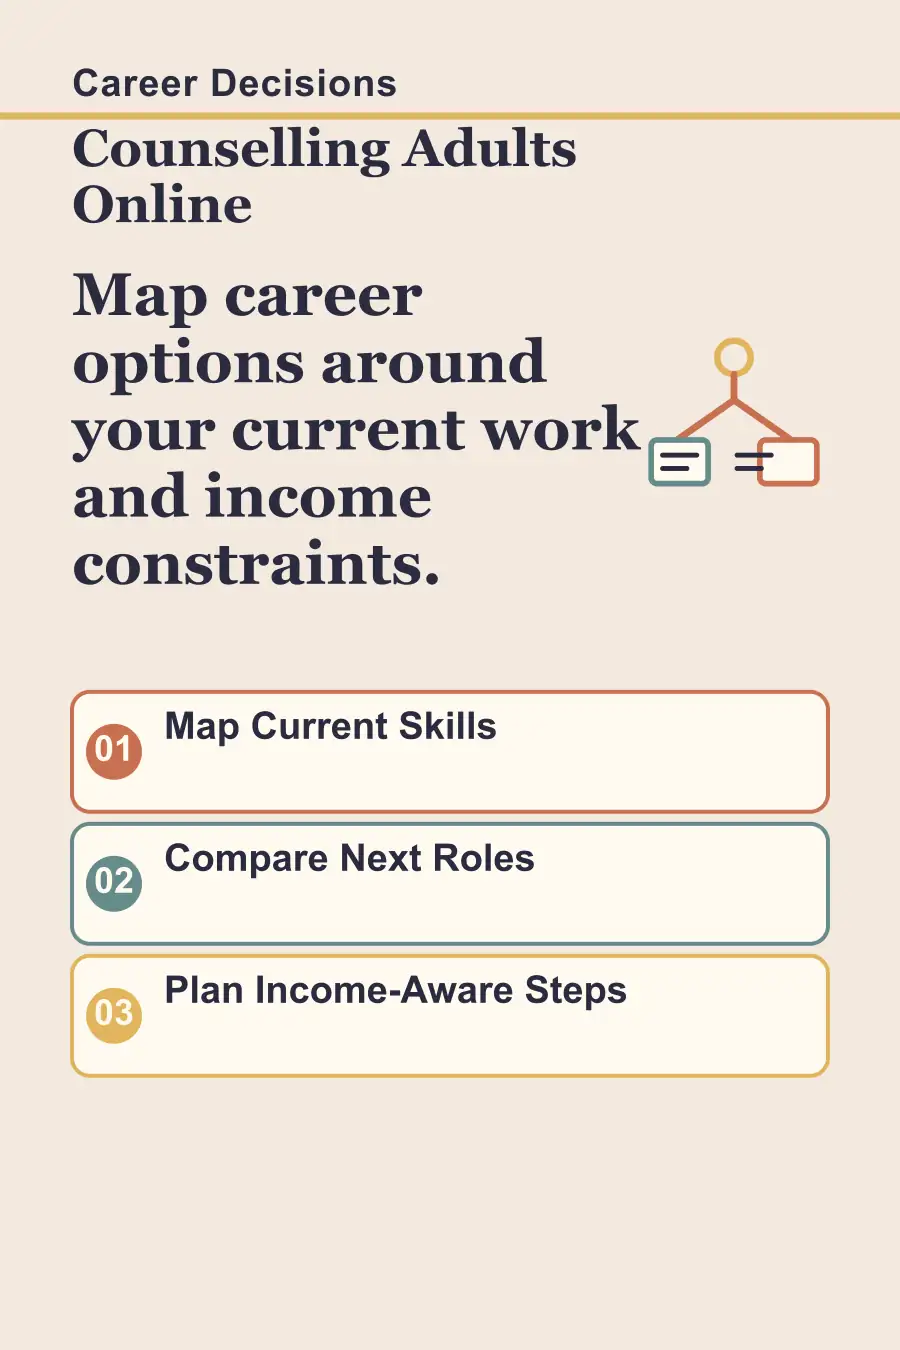 Career Decisions
Counselling Adults
Online
Map career
options around
your current work
and income
constraints.
01
Map Current Skills
02
Compare Next Roles
03
Plan Income-Aware Steps